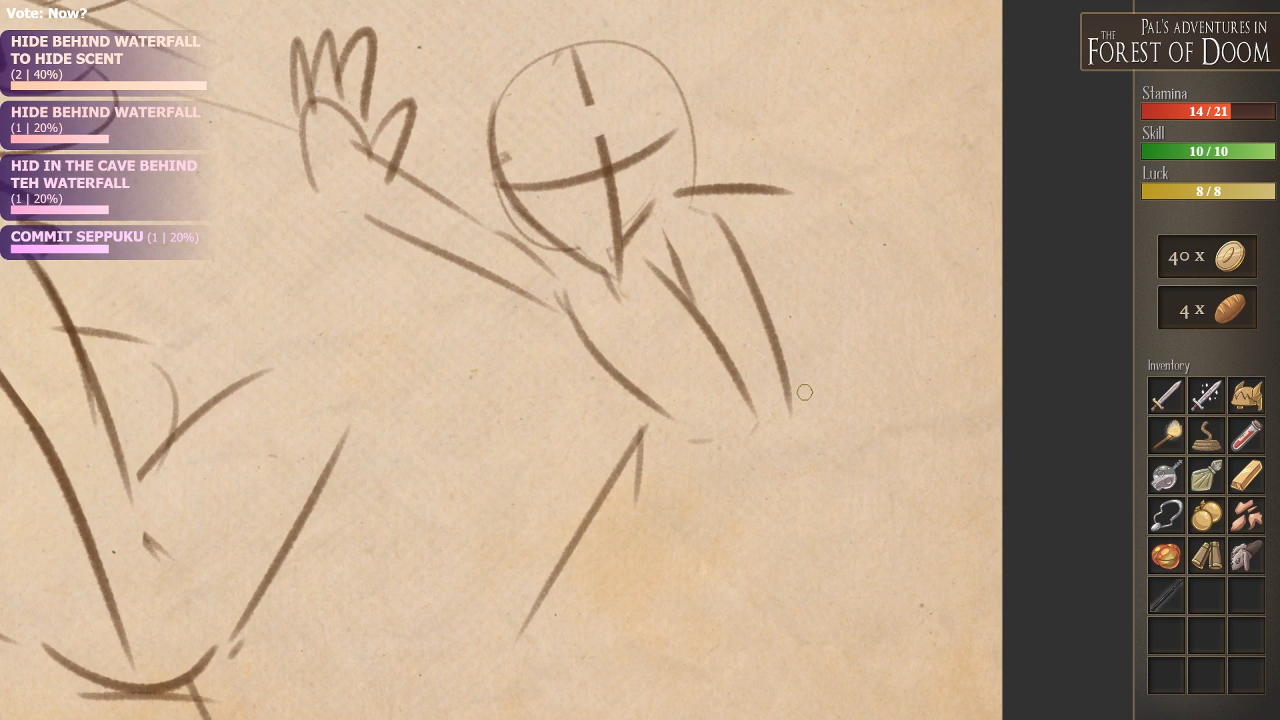 Vote: Now?
HIDE BEHIND WATERFALL
TO HIDE SCENT
(2 | 40%)
HIDE BEHIND WATERFALL
(1 | 20%)
HID IN THE CAVE BEHIND
TEH WATERFALL
(1 | 20%)
COMMIT SEPPUKU (1 | 20%)
PAL'S ADVENTURES IN
THE FOREST OF DOOM
Stamina
14 / 21
Skill
10 / 10
Luck
8 / 8
40 x
4 x
Inventory